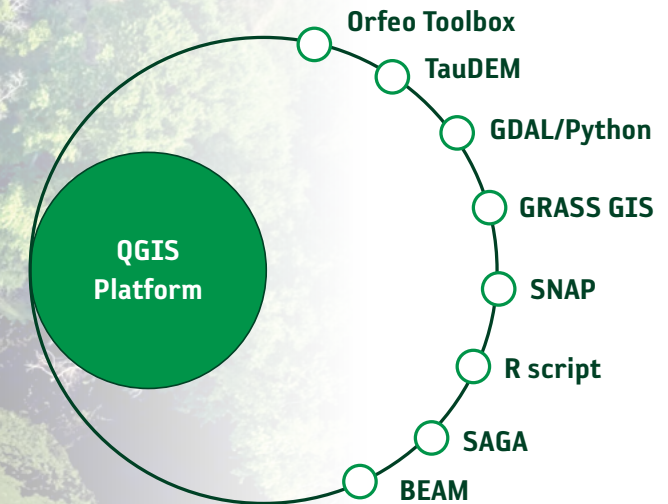 Orfeo Toolbox
TauDEM
GDAL/Python
GRASS GIS
QGIS
Platform
SNAP
R script
SAGA
BEAM